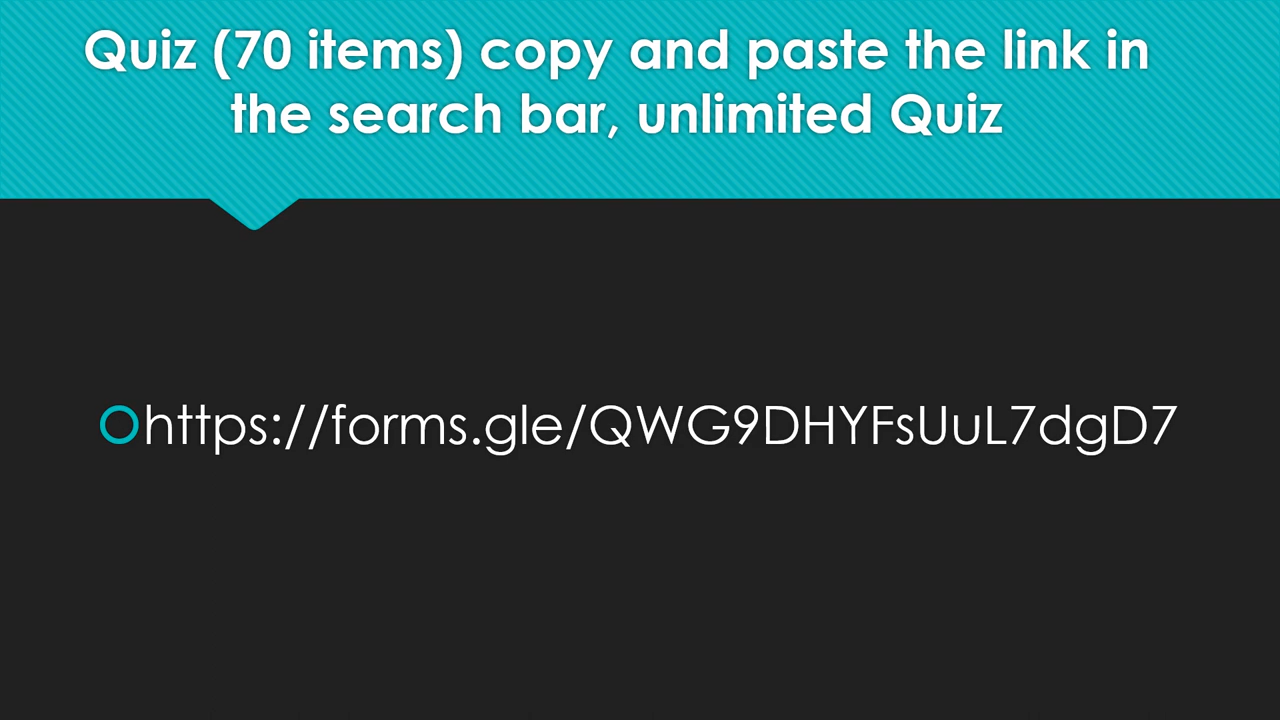 Quiz (70 items) copy and paste the link in
the search bar, unlimited Quiz
https://forms.gle/QWG9DHYFsUuL7dgD7